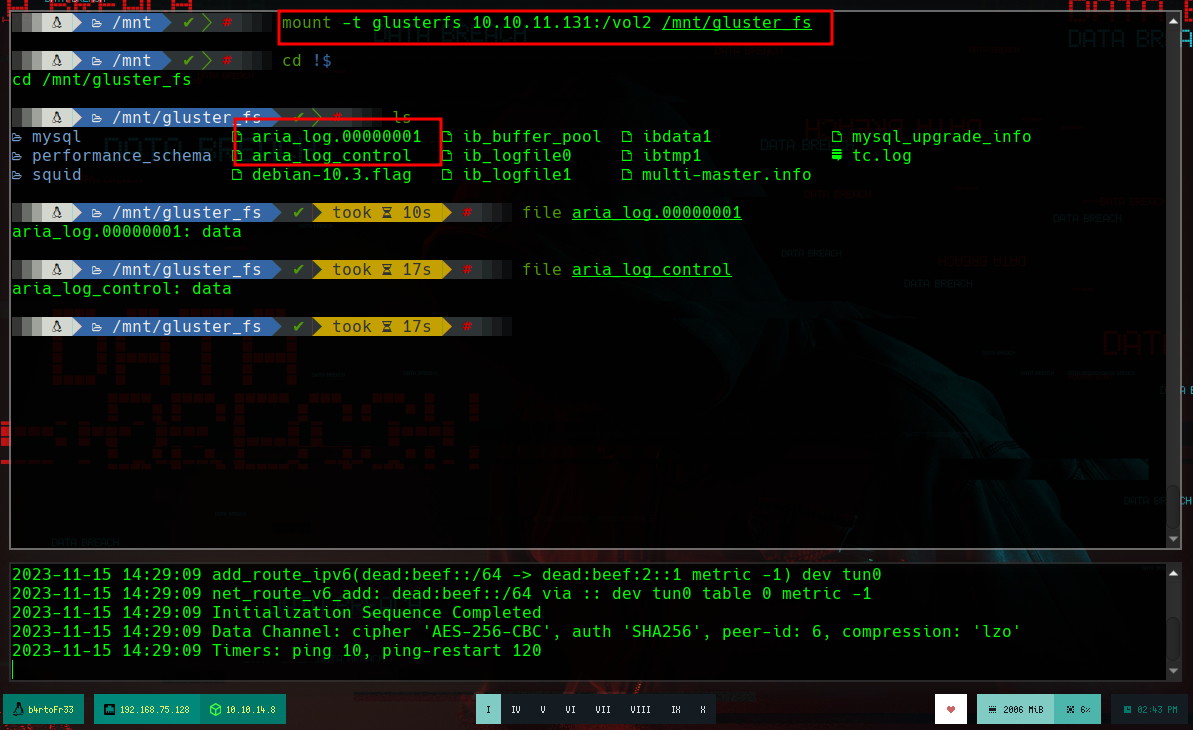 /mnt ✔ # mount -t glusterfs 10.10.11.131:/vol2 /mnt/gluster_fs
/mnt ✔ # cd !$
cd /mnt/gluster_fs
/mnt/gluster_fs ✔ # ls
mysql aria_log.00000001 ib_buffer_pool ibdata1 mysql_upgrade_info
performance_schema aria_log_control ib_logfile0 ibtmp1 tc.log
squid debian-10.3.flag ib_logfile1 multi-master.info
/mnt/gluster_fs ✔ took 10s # file aria_log.00000001
aria_log.00000001: data
/mnt/gluster_fs ✔ took 17s # file aria_log_control
aria_log_control: data
/mnt/gluster_fs ✔ took 17s #
DATA
BREACH
2023-11-15 14:29:09 add_route_ipv6(dead:beef::/64 -> dead:beef:2::1 metric -1) dev tun0
2023-11-15 14:29:09 net_route_v6_add: dead:beef::/64 via :: dev tun0 table 0 metric -1
2023-11-15 14:29:09 Initialization Sequence Completed
2023-11-15 14:29:09 Data Channel: cipher 'AES-256-CBC', auth 'SHA256', peer-id: 6, compression: 'lzo'
2023-11-15 14:29:09 Timers: ping 10, ping-restart 120
b4rtoFr33 192.168.75.128 10.10.14.8 I IV V VI VII VIII IX X 2006 MiB 6% 02:43 PM